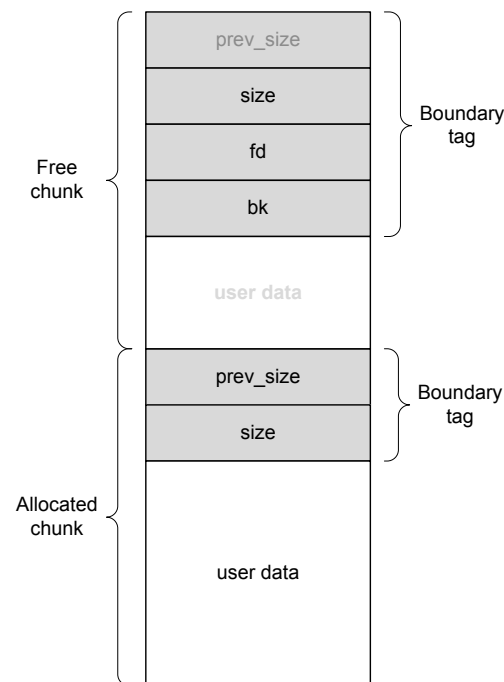 prev_size
size
fd
bk
Boundary
tag
Free
chunk
user data
prev_size
size
Boundary
tag
Allocated
chunk
user data